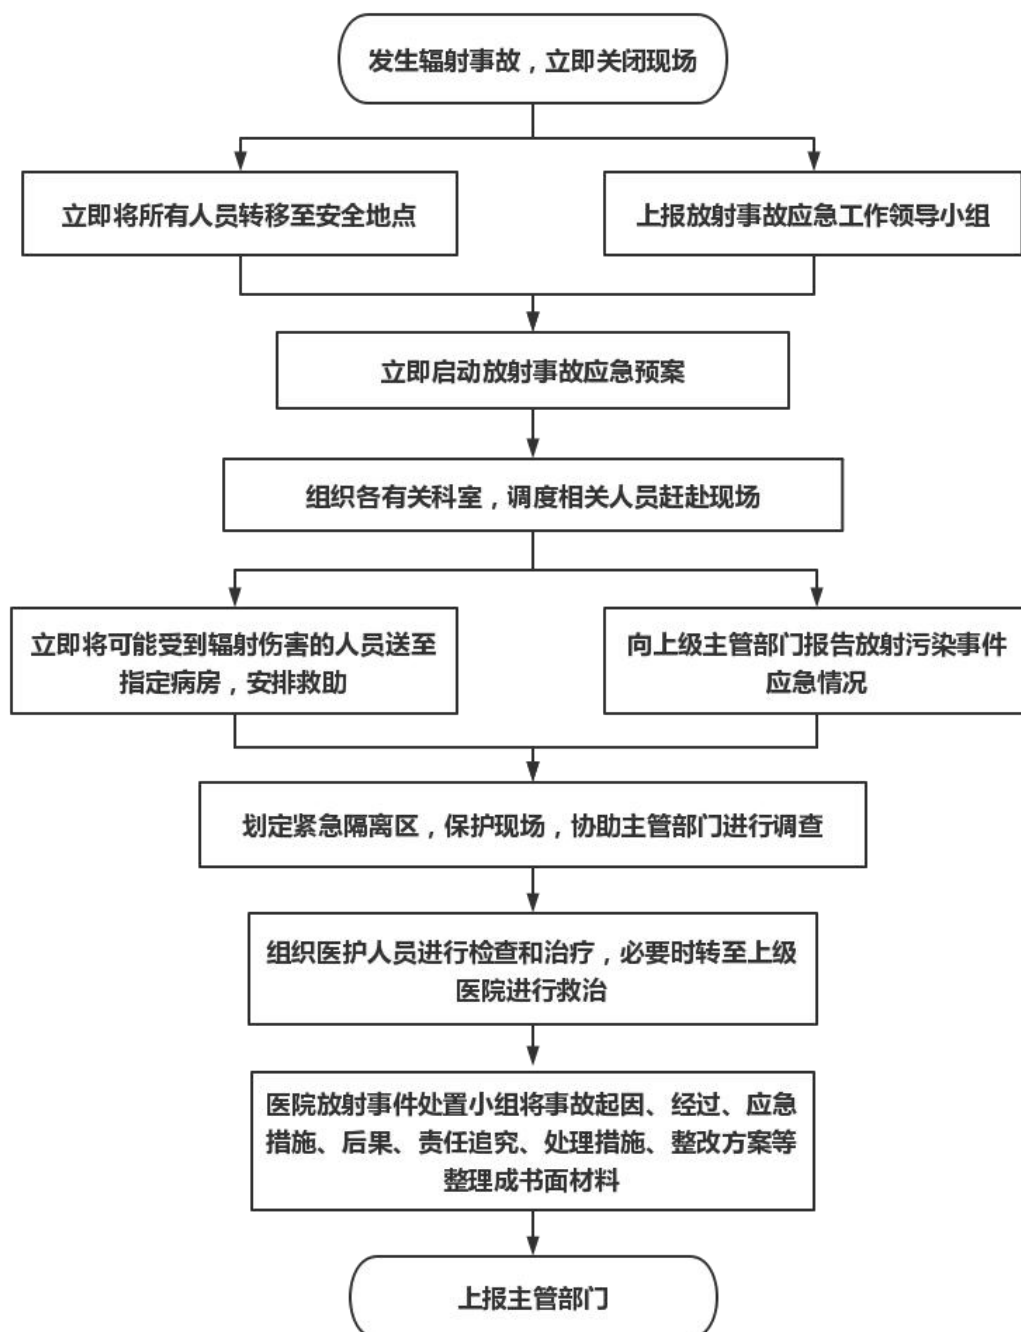 发生辐射事故，立即关闭现场
立即将所有人员转移至安全地点
上报放射事故应急工作领导小组
立即启动放射事故应急预案
组织各有关科室，调度相关人员赶赴现场
立即将可能受到辐射伤害的人员送至
指定病房，安排救助
向上级主管部门报告放射污染事件
应急情况
划定紧急隔离区，保护现场，协助主管部门进行调查
组织医护人员进行检查和治疗，必要时转至上级
医院进行救治
医院放射事件处置小组将事故起因、经过、应急
措施、后果、责任追究、处理措施、整改方案等
整理成书面材料
上报主管部门